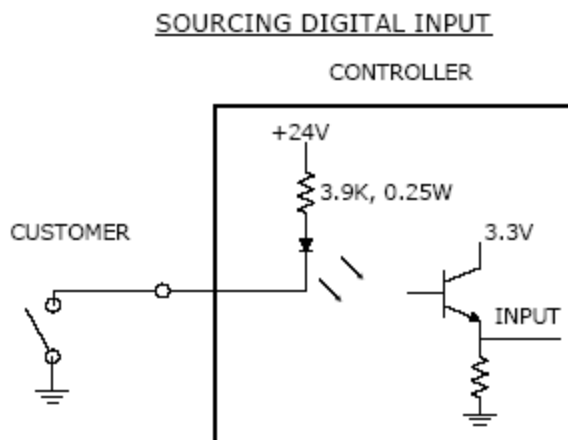 SOURCING DIGITAL INPUT
CONTROLLER
+24V
3.9K, 0.25W
CUSTOMER
3.3V
INPUT